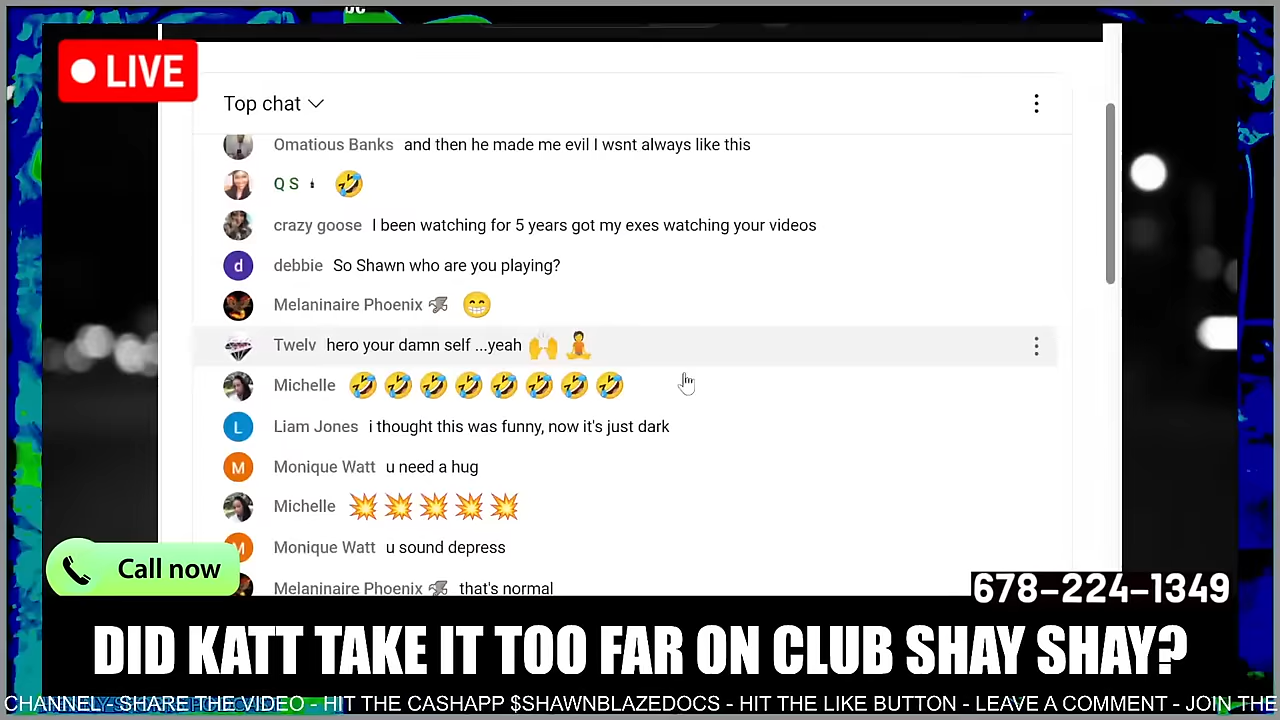 LIVE
Top chat
Omatious Banks and then he made me evil I wsnt always like this
Q S 🤣
crazy goose I been watching for 5 years got my exes watching your videos
d debbie So Shawn who are you playing?
Melaninaire Phoenix 😁
Twelv hero your damn self ...yeah 🙌 🧘
Michelle 🤣🤣🤣🤣🤣🤣🤣🤣
L Liam Jones i thought this was funny, now it's just dark
M Monique Watt u need a hug
Michelle 💥💥💥💥💥
M Monique Watt u sound depress
Melaninaire Phoenix that's normal
Call now
678-224-1349
DID KATT TAKE IT TOO FAR ON CLUB SHAY SHAY?
CHANNEL - SHARE THE VIDEO - HIT THE CASHAPP $SHAWNBLAZEDOCS - HIT THE LIKE BUTTON - LEAVE A COMMENT - JOIN THE